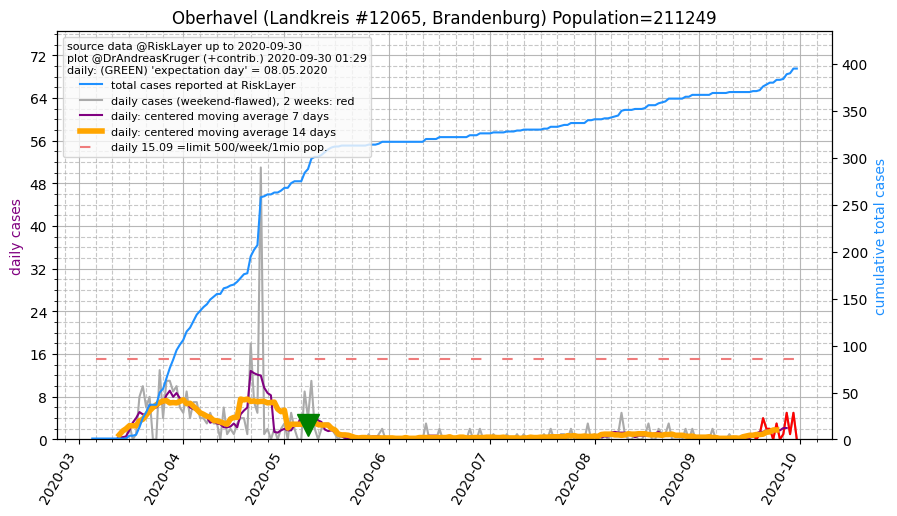 Oberhavel (Landkreis #12065, Brandenburg) Population=211249
source data @RiskLayer up to 2020-09-30
plot @DrAndreasKruger (+contrib.) 2020-09-30 01:29
daily: (GREEN) 'expectation day' = 08.05.2020
total cases reported at RiskLayer
daily cases (weekend-flawed), 2 weeks: red
daily: centered moving average 7 days
daily: centered moving average 14 days
daily 15.09 =limit 500/week/1mio pop.
daily cases
72
64
56
48
40
32
24
16
8
0
400
350
300
250
200
150
100
50
0
cumulative total cases
2020-03
2020-04
2020-05
2020-06
2020-07
2020-08
2020-09
2020-10